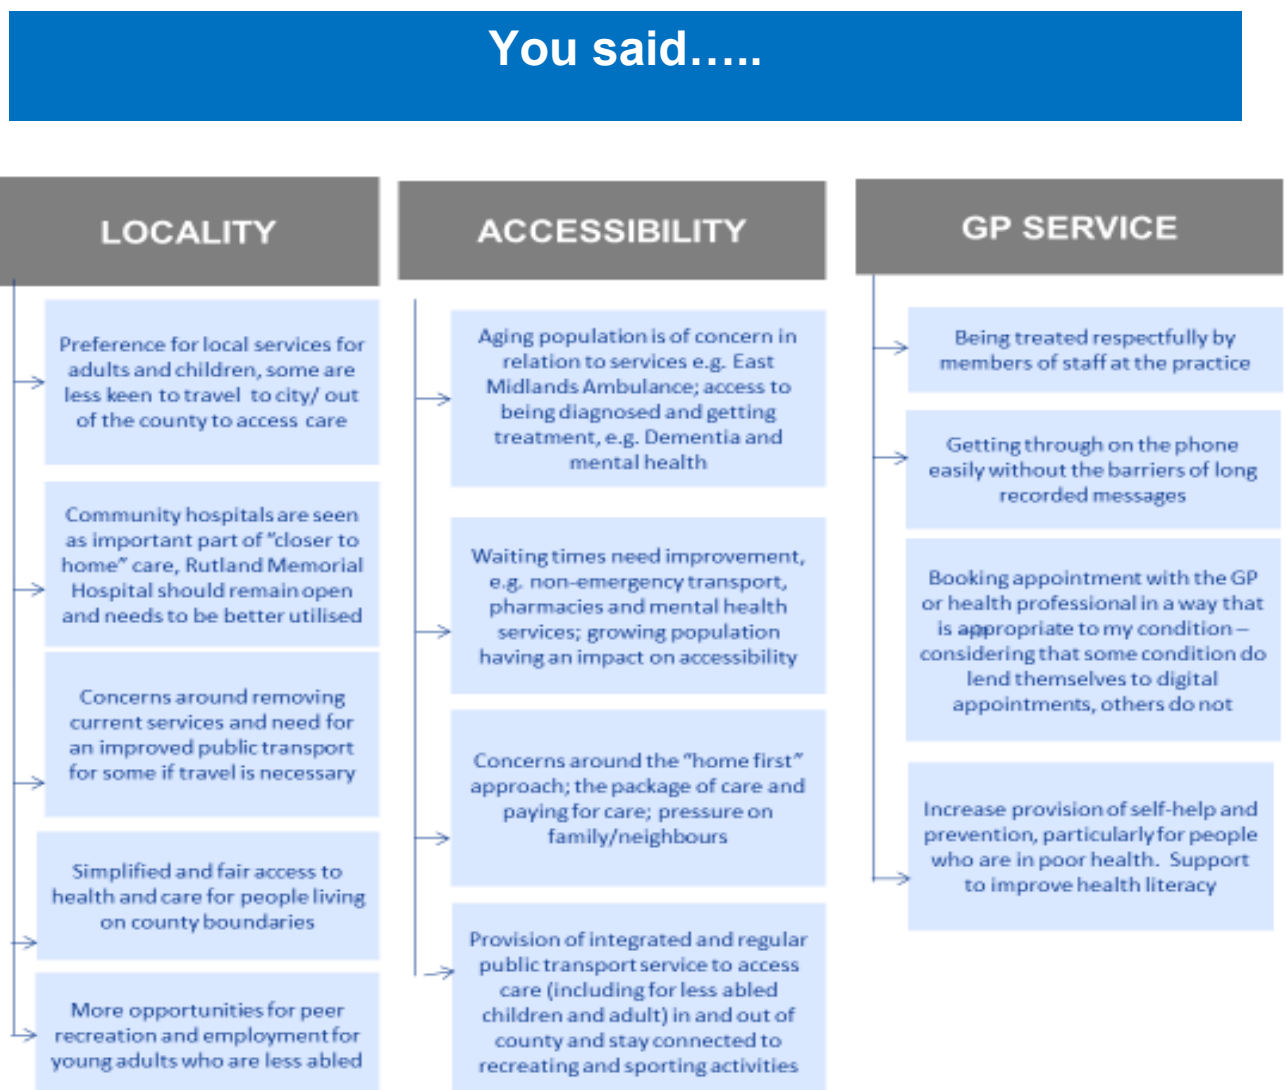 You said…..
LOCALITY
Preference for local services for
adults and children, some are
less keen to travel to city/ out
of the county to access care
Community hospitals are seen
as important part of “closer to
home” care, Rutland Memorial
Hospital should remain open
and needs to be better utilised
Concerns around removing
current services and need for
an improved public transport
for some if travel is necessary
Simplified and fair access to
health and care for people living
on county boundaries
More opportunities for peer
recreation and employment for
young adults who are less abled
ACCESSIBILITY
Aging population is of concern in
relation to services e.g. East
Midlands Ambulance; access to
being diagnosed and getting
treatment, e.g. Dementia and
mental health
Waiting times need improvement,
e.g. non-emergency transport,
pharmacies and mental health
services; growing population
having an impact on accessibility
Concerns around the “home first”
approach; the package of care and
paying for care; pressure on
family/neighbours
Provision of integrated and regular
public transport service to access
care (including for less abled
children and adult) in and out of
county and stay connected to
recreating and sporting activities
GP SERVICE
Being treated respectfully by
members of staff at the practice
Getting through on the phone
easily without the barriers of long
recorded messages
Booking appointment with the GP
or health professional in a way that
is appropriate to my condition –
considering that some condition do
lend themselves to digital
appointments, others do not
Increase provision of self-help and
prevention, particularly for people
who are in poor health. Support
to improve health literacy